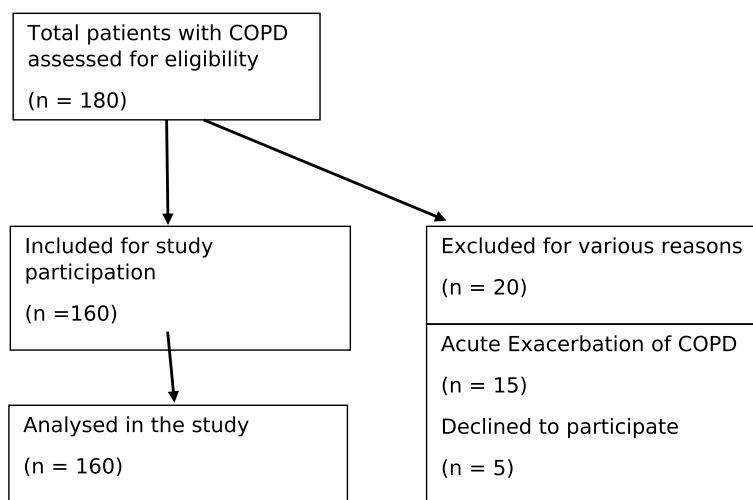 Total patients with COPD
assessed for eligibility
(n = 180)
Included for study
participation
(n =160)
Excluded for various reasons
(n = 20)
Acute Exacerbation of COPD
(n = 15)
Declined to participate
(n = 5)
Analysed in the study
(n = 160)